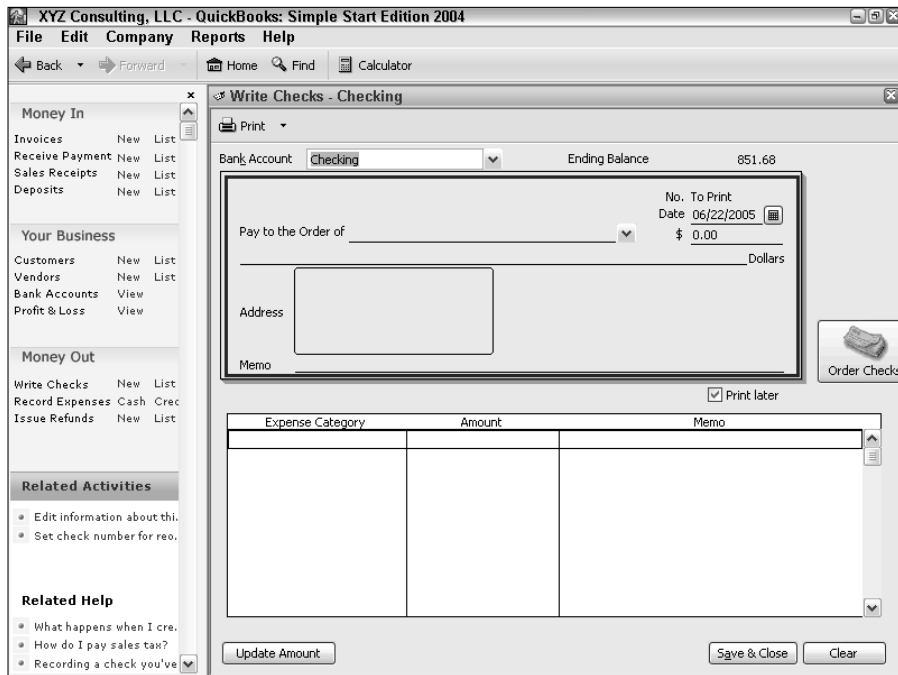 XYZ Consulting, LLC - QuickBooks: Simple Start Edition 2004
File Edit Company Reports Help
Back Forward Home Find Calculator
Money In
Invoices New List
Receive Payment New List
Sales Receipts New List
Deposits New List
Your Business
Customers New List
Vendors New List
Bank Accounts View
Profit & Loss View
Money Out
Write Checks New List
Record Expenses Cash Crec
Issue Refunds New List
Related Activities
Edit information about thi.
Set check number for reo.
Related Help
What happens when I cre.
How do I pay sales tax?
Recording a check you've
Write Checks - Checking
Print
Bank Account Checking Ending Balance 851.68
No. To Print
Date 06/22/2005
Pay to the Order of $ 0.00
Dollars
Address
Memo
Order Checks
Print later
Expense Category Amount Memo
Update Amount Save & Close Clear